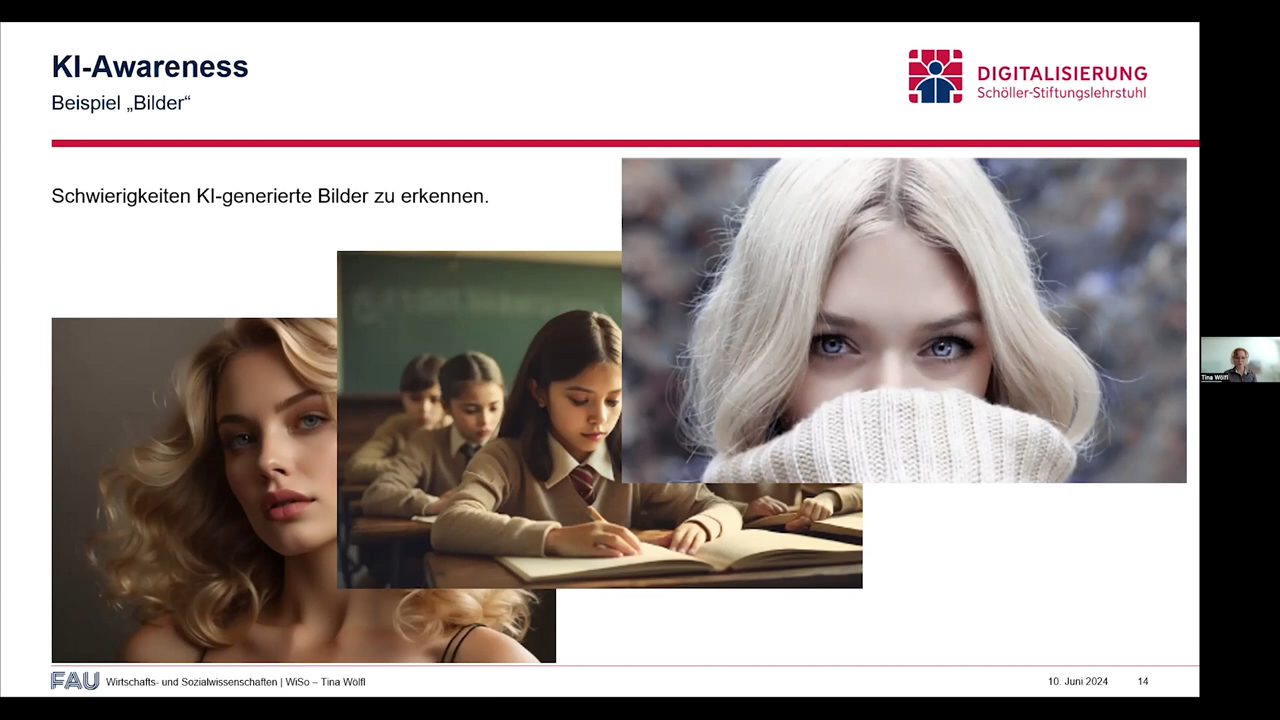 KI-Awareness
Beispiel „Bilder“
DIGITALISIERUNG
Schöller-Stiftungslehrstuhl
Schwierigkeiten KI-generierte Bilder zu erkennen.
Tina Wölfl
FAU Wirtschafts- und Sozialwissenschaften | WiSo – Tina Wölfl
10. Juni 2024
14